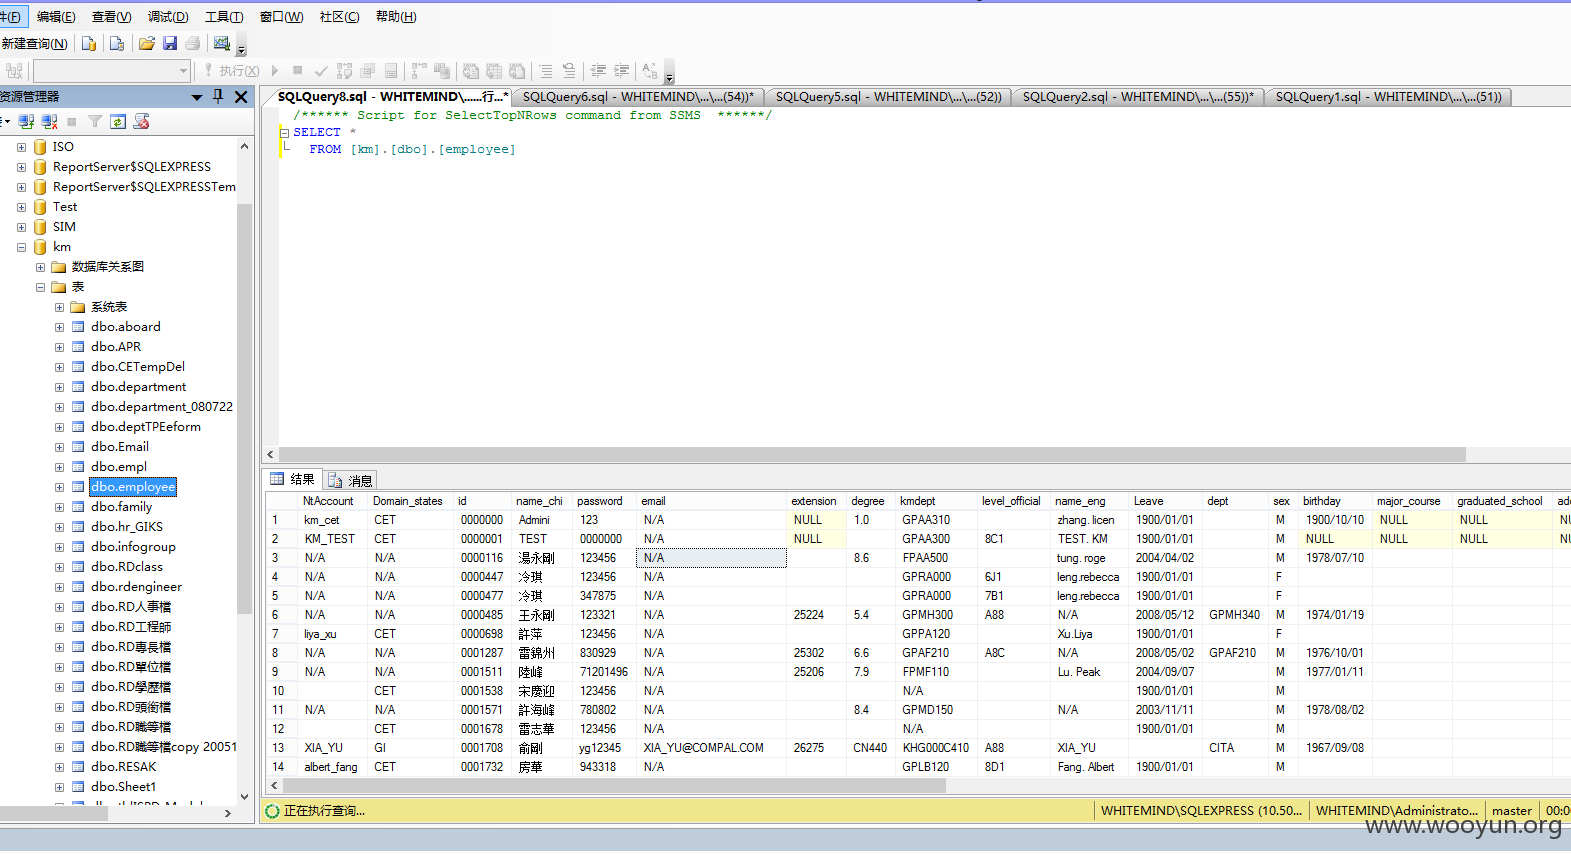 件(F) 编辑(E) 查看(V) 调试(D) 工具(T) 窗口(W) 社区(C) 帮助(H)
新建查询(N)
执行(X)
资源管理器
SQLQuery8.sql - WHITEMIND\......行...* SQLQuery6.sql - WHITEMIND\...\...(54))* SQLQuery5.sql - WHITEMIND\...\...(52)) SQLQuery2.sql - WHITEMIND\...\...(55))* SQLQuery1.sql - WHITEMIND\...\...(51))
/****** Script for SelectTopNRows command from SSMS ******/
SELECT *
FROM [km].[dbo].[employee]
ISO
ReportServer$SQLEXPRESS
ReportServer$SQLEXPRESSTem
Test
SIM
km
数据库关系图
表
系统表
dbo.aboard
dbo.APR
dbo.CETempDel
dbo.department
dbo.department_080722
dbo.deptTPEeform
dbo.Email
dbo.empl
dbo.employee
dbo.family
dbo.hr_GIKS
dbo.infogroup
dbo.RDclass
dbo.rdengineer
dbo.RD人事檔
dbo.RD工程師
dbo.RD專長檔
dbo.RD單位檔
dbo.RD學歷檔
dbo.RD頭銜檔
dbo.RD職等檔
dbo.RD職等檔copy 20051
dbo.RESAK
dbo.Sheet1
结果 消息
NtAccount Domain_states id name_chi password email extension degree kmdept level_official name_eng Leave dept sex birthday major_course graduated_school add
1 km_cet CET 0000000 Admini 123 N/A NULL 1.0 GPAA310 zhang. licen 1900/01/01 M 1900/10/10 NULL NULL NU
2 KM_TEST CET 0000001 TEST 0000000 N/A NULL GPAA300 8C1 TEST. KM 1900/01/01 M NULL NULL NULL NU
3 N/A N/A 0000116 湯永剛 123456 N/A 8.6 FPAA500 tung. roge 2004/04/02 M 1978/07/10
4 N/A N/A 0000447 冷琪 123456 N/A GPRA000 6J1 leng.rebecca 1900/01/01 F
5 N/A N/A 0000477 冷琪 347875 N/A GPRA000 7B1 leng.rebecca 1900/01/01 F
6 N/A N/A 0000485 王永剛 123321 N/A 25224 5.4 GPMH300 A88 N/A 2008/05/12 GPMH340 M 1974/01/19
7 liya_xu CET 0000698 許萍 123456 N/A GPPA120 Xu.Liya 1900/01/01 F
8 N/A N/A 0001287 雷錦州 830929 N/A 25302 6.6 GPAF210 A8C N/A 2008/05/02 GPAF210 M 1976/10/01
9 N/A N/A 0001511 陸峰 71201496 N/A 25206 7.9 FPMF110 Lu. Peak 2004/09/07 M 1977/01/11
10 CET 0001538 宋慶迎 123456 N/A N/A 1900/01/01 M
11 N/A N/A 0001571 許海峰 780802 N/A 8.4 GPMD150 N/A 2003/11/11 M 1978/08/02
12 CET 0001678 雷志華 123456 N/A N/A 1900/01/01 M
13 XIA_YU GI 0001708 俞剛 yg12345 XIA_YU@COMPAL.COM 26275 CN440 KHG000C410 A88 XIA_YU CITA M 1967/09/08
14 albert_fang CET 0001732 房華 943318 N/A GPLB120 8D1 Fang. Albert 1900/01/01 M
正在执行查询... WHITEMIND\SQLEXPRESS (10.50... WHITEMIND\Administrato... master 00:0
www.wooyun.org